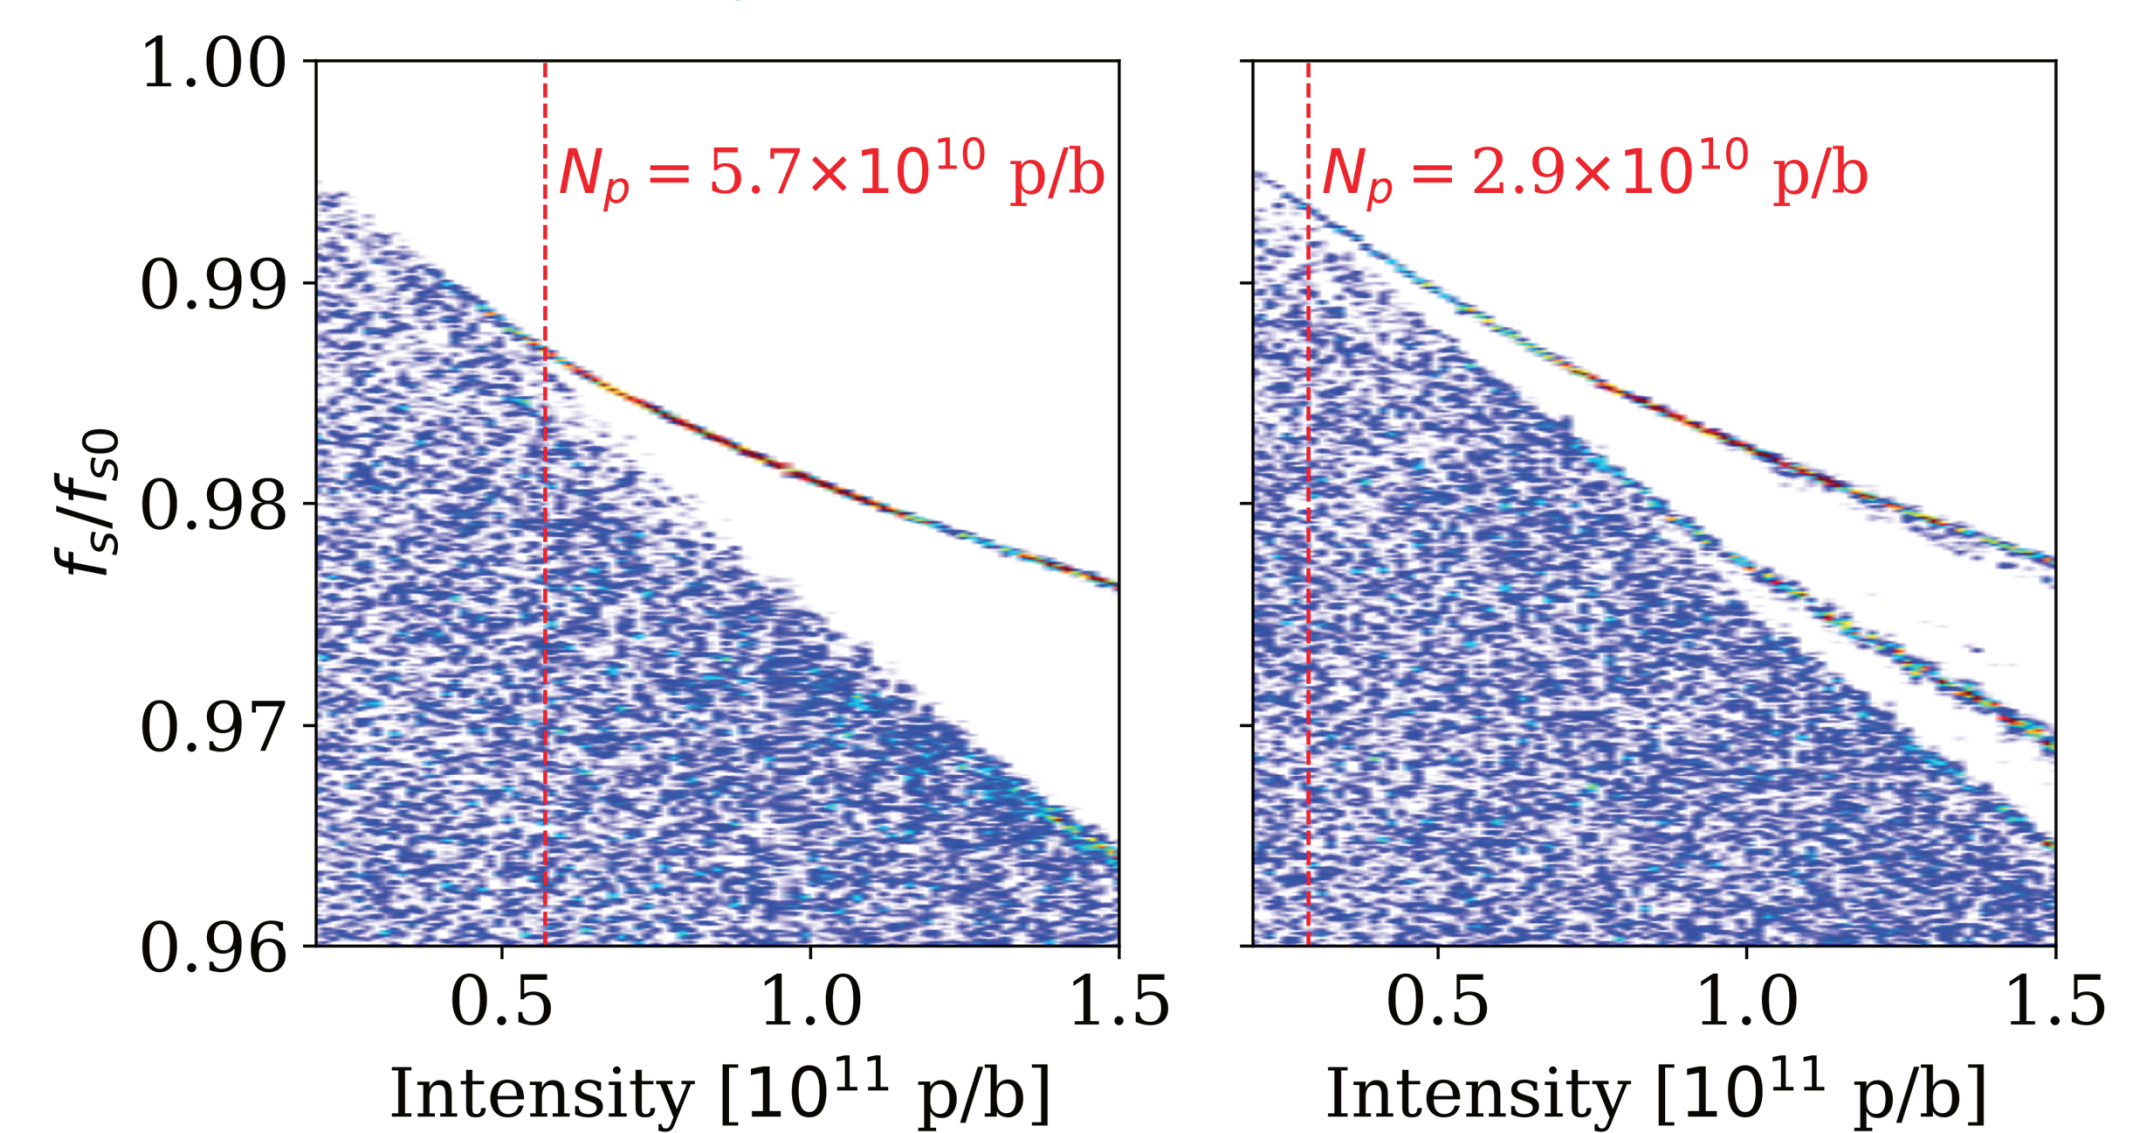 1.00
0.99
0.98
0.97
0.96
f_s/f_{s0}
N_p = 5.7×10^{10} p/b
0.5 1.0 1.5
Intensity [10^{11} p/b]
N_p = 2.9×10^{10} p/b
0.5 1.0 1.5
Intensity [10^{11} p/b]